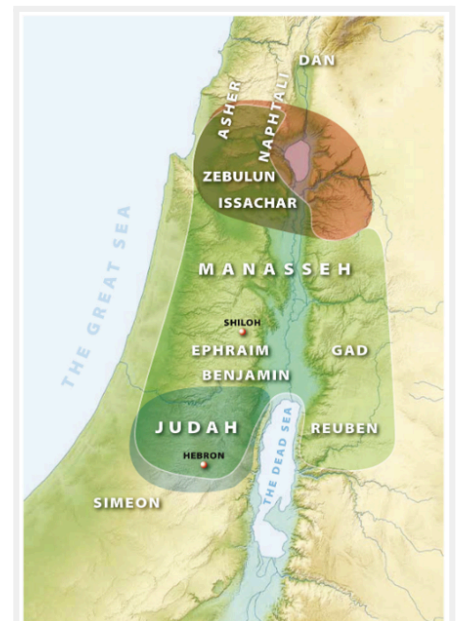 DAN
ASHER
NAPHTALI
ZEBULUN
ISSACHAR
THE GREAT SEA
MANASSEH
SHILOH
EPHRAIM
GAD
BENJAMIN
JUDAH
REUBEN
THE DEAD SEA
HEBRON
SIMEON